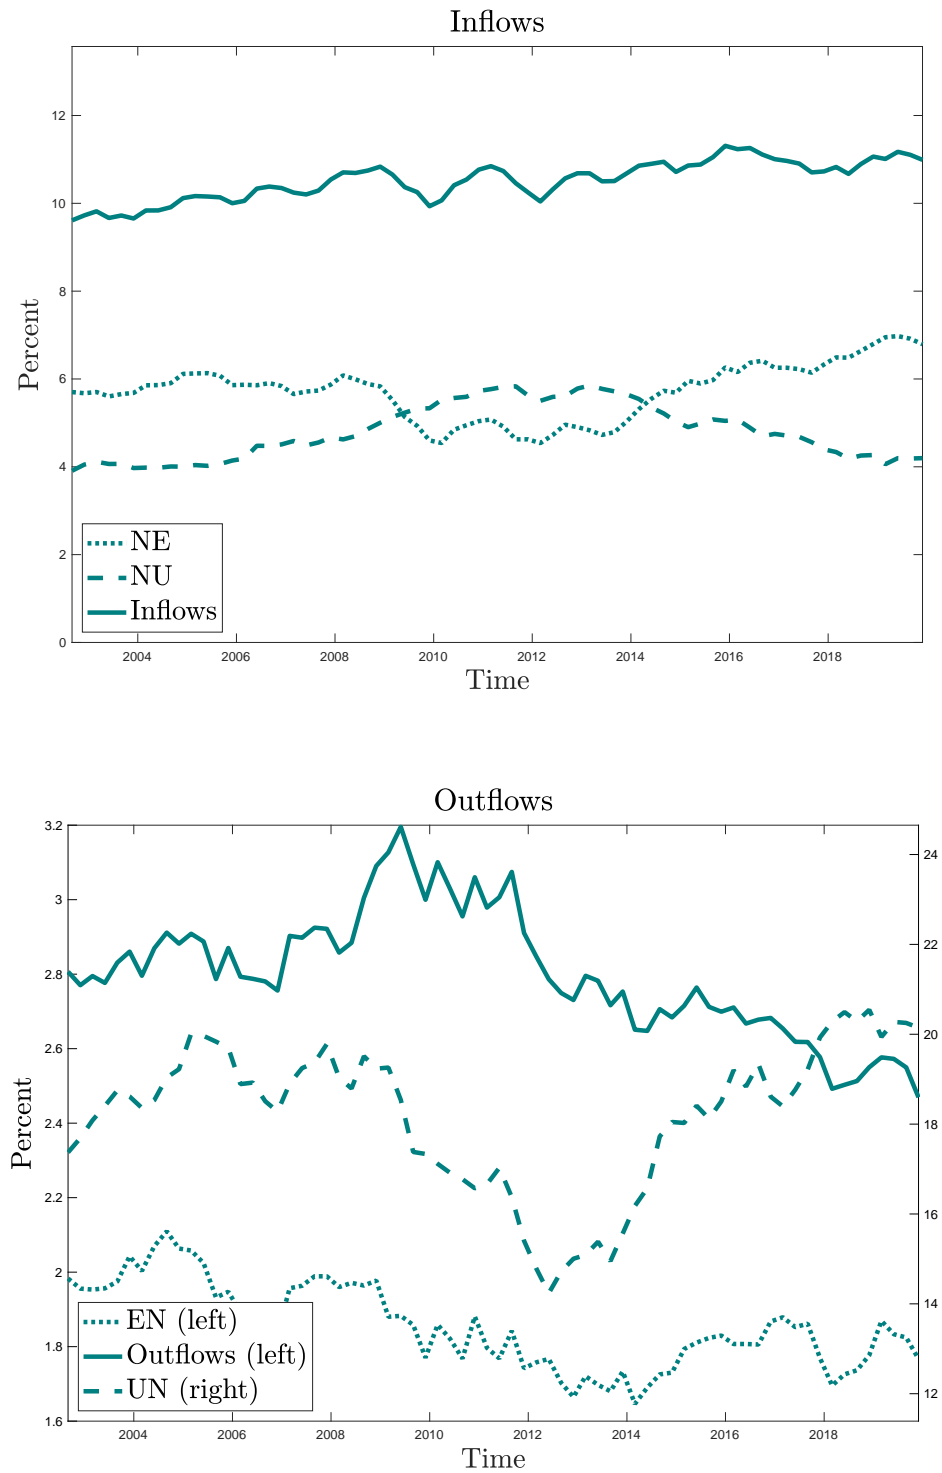 Inflows
12
10
8
6
4
2
0
Percent
NE
NU
Inflows
2004 2006 2008 2010 2012 2014 2016 2018
Time
Outflows
3.2
3
2.8
2.6
2.4
2.2
2
1.8
1.6
Percent
24
22
20
18
16
14
12
EN (left)
Outflows (left)
UN (right)
2004 2006 2008 2010 2012 2014 2016 2018
Time